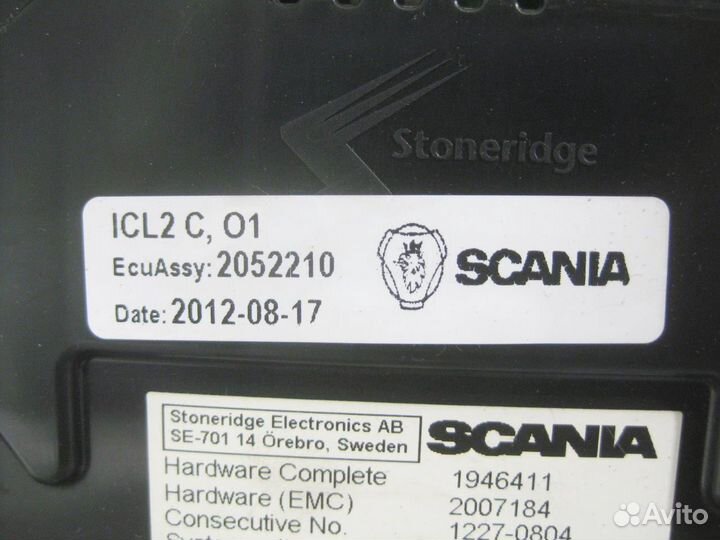 Stoneridge
ICL2 C, O1
EcuAssy: 2052210
SCANIA
Date: 2012-08-17
Stoneridge Electronics AB
SE-701 14 Örebro, Sweden
SCANIA
Hardware Complete 1946411
Hardware (EMC) 2007184
Consecutive No. 1227-0804
Avito